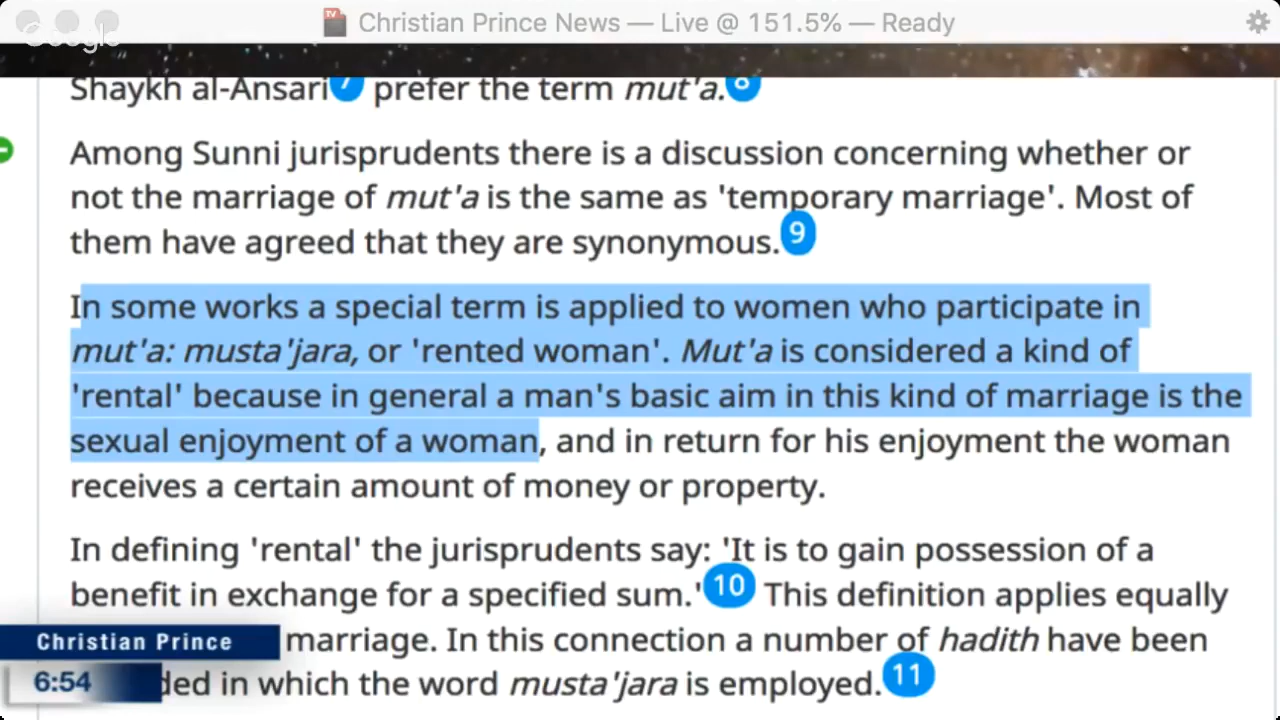 Google
TV
Christian Prince News — Live @ 151.5% — Ready
Shaykh al-Ansari7 prefer the term mut'a.8
Among Sunni jurisprudents there is a discussion concerning whether or
not the marriage of mut'a is the same as 'temporary marriage'. Most of
them have agreed that they are synonymous.9
In some works a special term is applied to women who participate in
mut'a: musta'jara, or 'rented woman'. Mut'a is considered a kind of
'rental' because in general a man's basic aim in this kind of marriage is the
sexual enjoyment of a woman, and in return for his enjoyment the woman
receives a certain amount of money or property.
In defining 'rental' the jurisprudents say: 'It is to gain possession of a
benefit in exchange for a specified sum.'10 This definition applies equally
marriage. In this connection a number of hadith have been
ded in which the word musta'jara is employed.11
Christian Prince
6:54